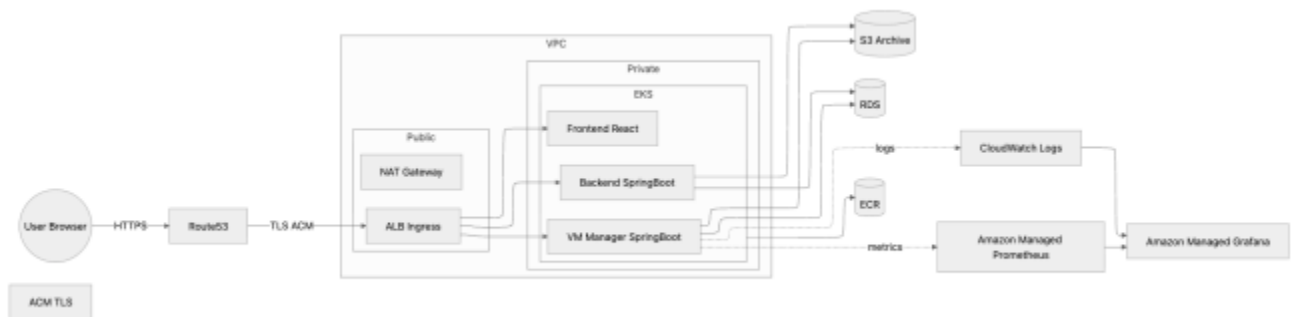 VPC
Private
EKS
Public
NAT Gateway
ALB Ingress
Frontend React
Backend SpringBoot
VM Manager SpringBoot
User Browser
HTTPS
Route53
TLS ACM
ACM TLS
S3 Archive
RDS
logs
CloudWatch Logs
ECR
metrics
Amazon Managed
Prometheus
Amazon Managed Grafana